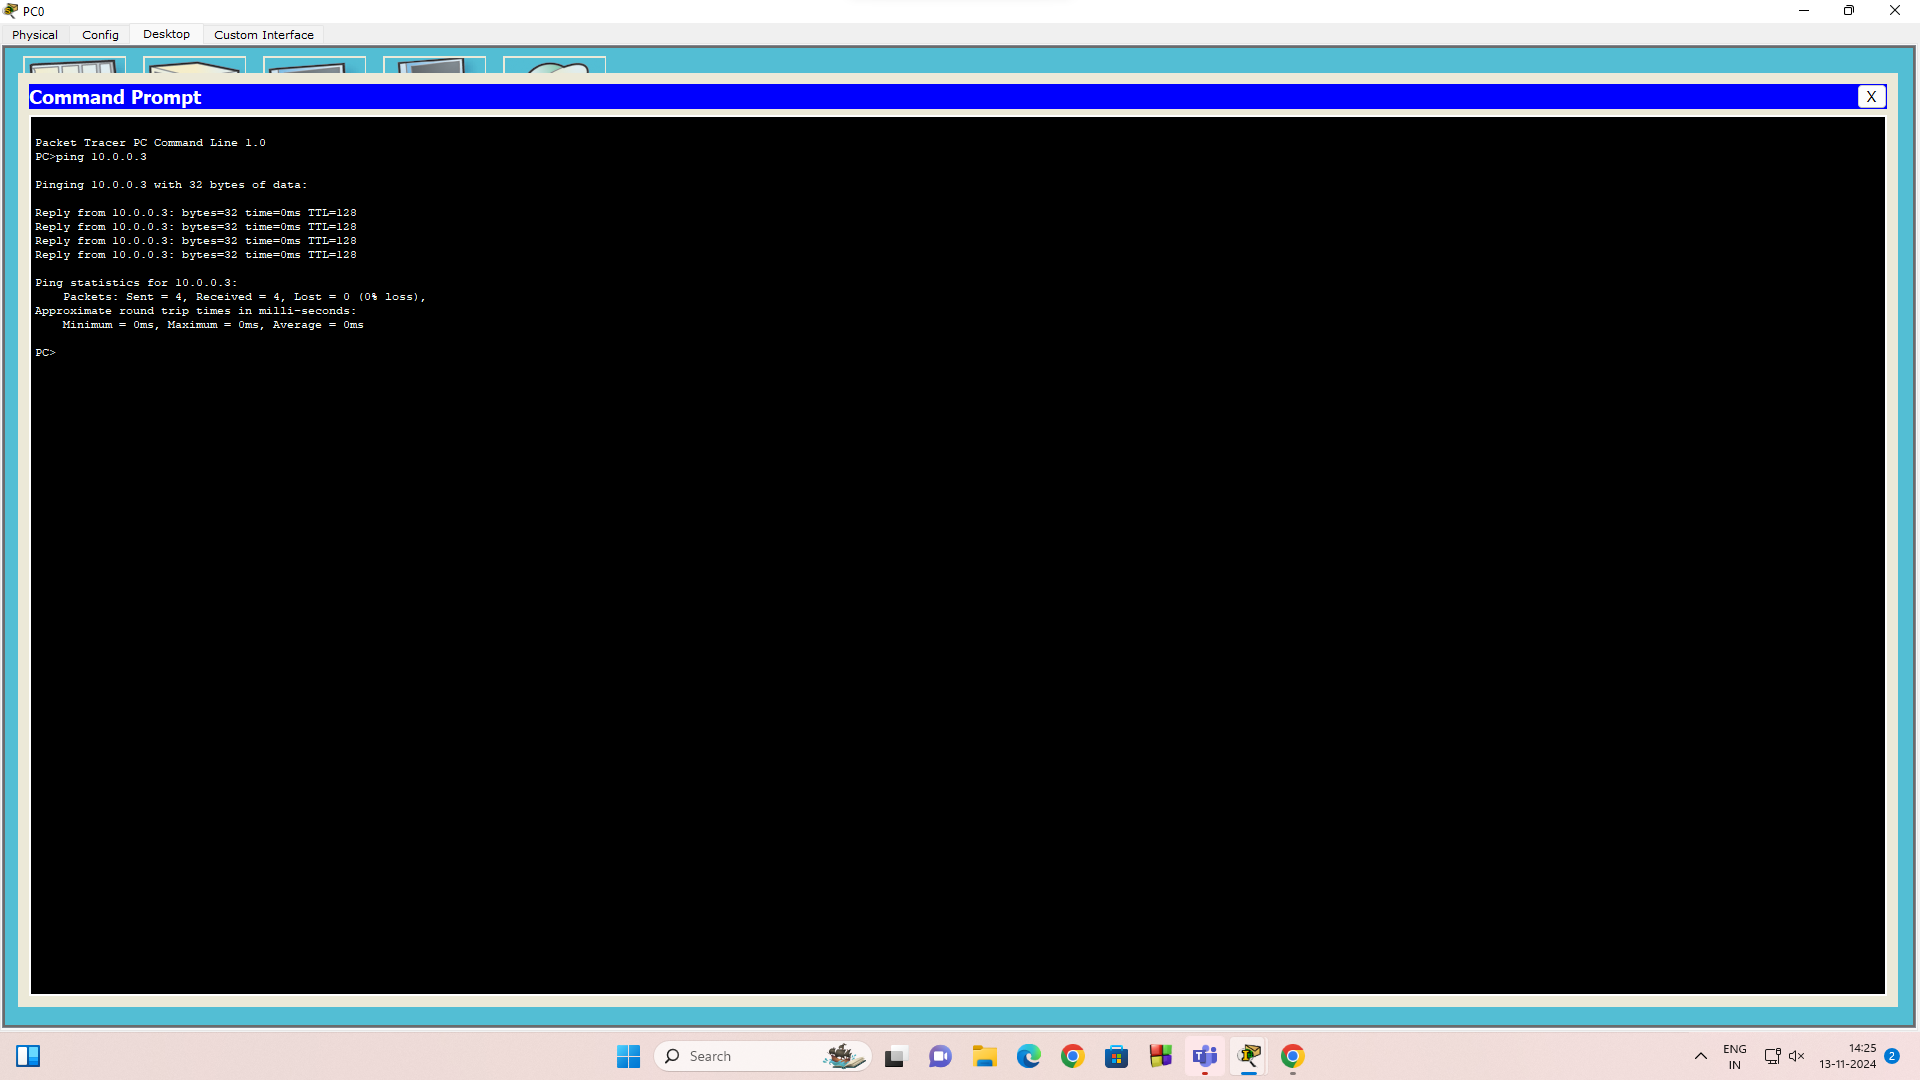 PC0
Physical Config Desktop Custom Interface
Command Prompt
X
Packet Tracer PC Command Line 1.0
PC>ping 10.0.0.3
Pinging 10.0.0.3 with 32 bytes of data:
Reply from 10.0.0.3: bytes=32 time=0ms TTL=128
Reply from 10.0.0.3: bytes=32 time=0ms TTL=128
Reply from 10.0.0.3: bytes=32 time=0ms TTL=128
Reply from 10.0.0.3: bytes=32 time=0ms TTL=128
Ping statistics for 10.0.0.3:
Packets: Sent = 4, Received = 4, Lost = 0 (0% loss),
Approximate round trip times in milli-seconds:
Minimum = 0ms, Maximum = 0ms, Average = 0ms
PC>
Search
ENG
IN
14:25
13-11-2024
2